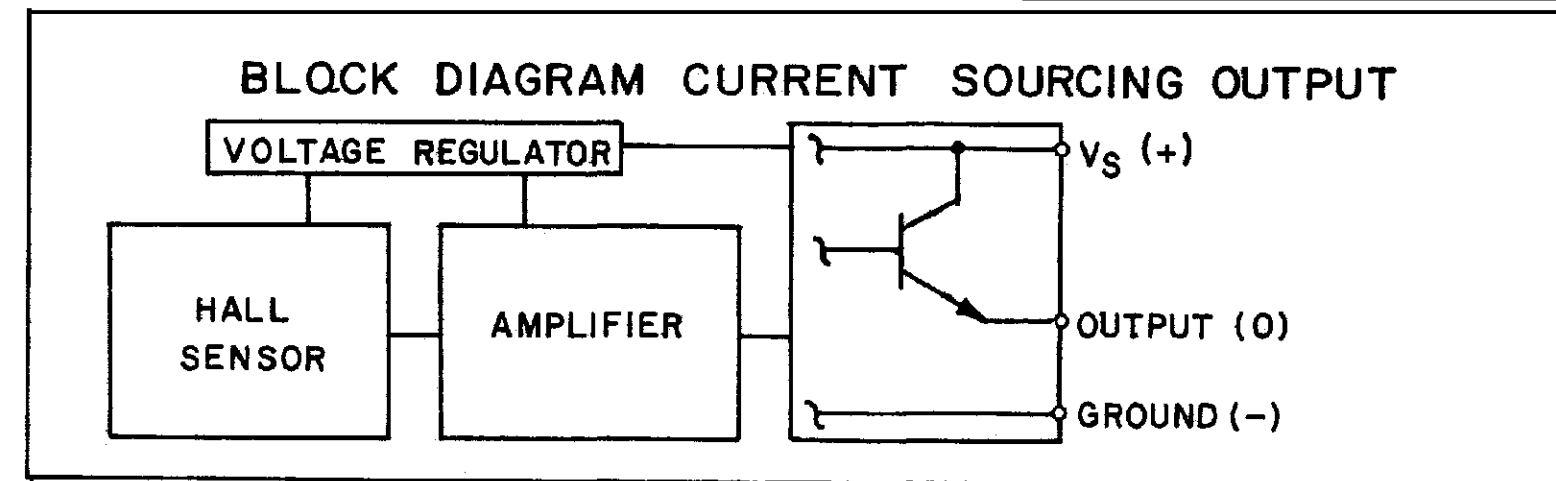 BLOCK DIAGRAM CURRENT SOURCING OUTPUT
VOLTAGE REGULATOR
VS (+)
HALL
SENSOR
AMPLIFIER
OUTPUT (O)
GROUND (-)